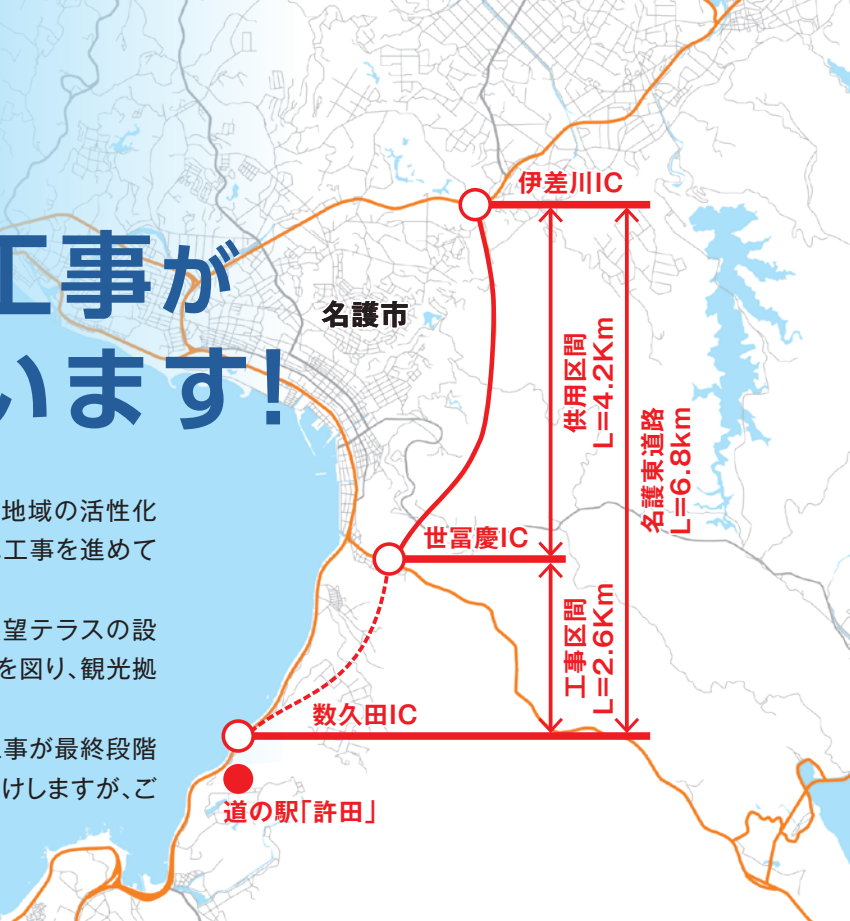 工事が
います!
地域の活性化
工事を進めて
望テラスの設
を図り、観光拠
事が最終段階
けしますが、ご
伊差川IC
名護市
供用区間
L=4.2Km
名護東道路
L=6.8km
世冨慶IC
工事区間
L=2.6Km
数久田IC
道の駅「許田」